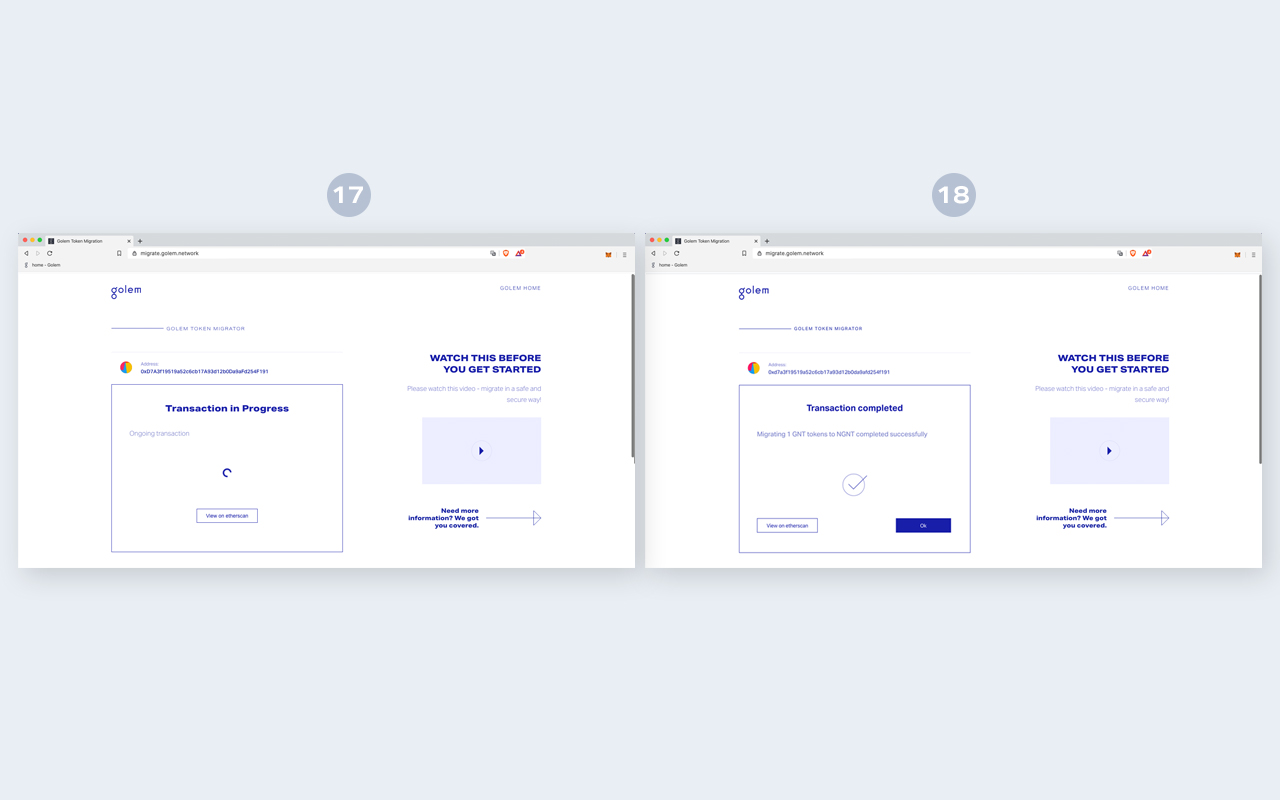 17
Golem Token Migration
migrate.golem.network
home - Golem
golem
GOLEM HOME
GOLEM TOKEN MIGRATOR
Address:
0xD7A3f19519a52c6cb17A93d12b0Da9aFd254F191
Transaction in Progress
Ongoing transaction
View on etherscan
WATCH THIS BEFORE
YOU GET STARTED
Please watch this video - migrate in a safe and
secure way!
Need more
information? We got
you covered.
18
Golem Token Migration
migrate.golem.network
home - Golem
golem
GOLEM HOME
GOLEM TOKEN MIGRATOR
Address:
0xd7a3f19519a52c6cb17a93d12b0da9afd254f191
Transaction completed
Migrating 1 GNT tokens to NGNT completed successfully
View on etherscan
Ok
WATCH THIS BEFORE
YOU GET STARTED
Please watch this video - migrate in a safe and
secure way!
Need more
information? We got
you covered.